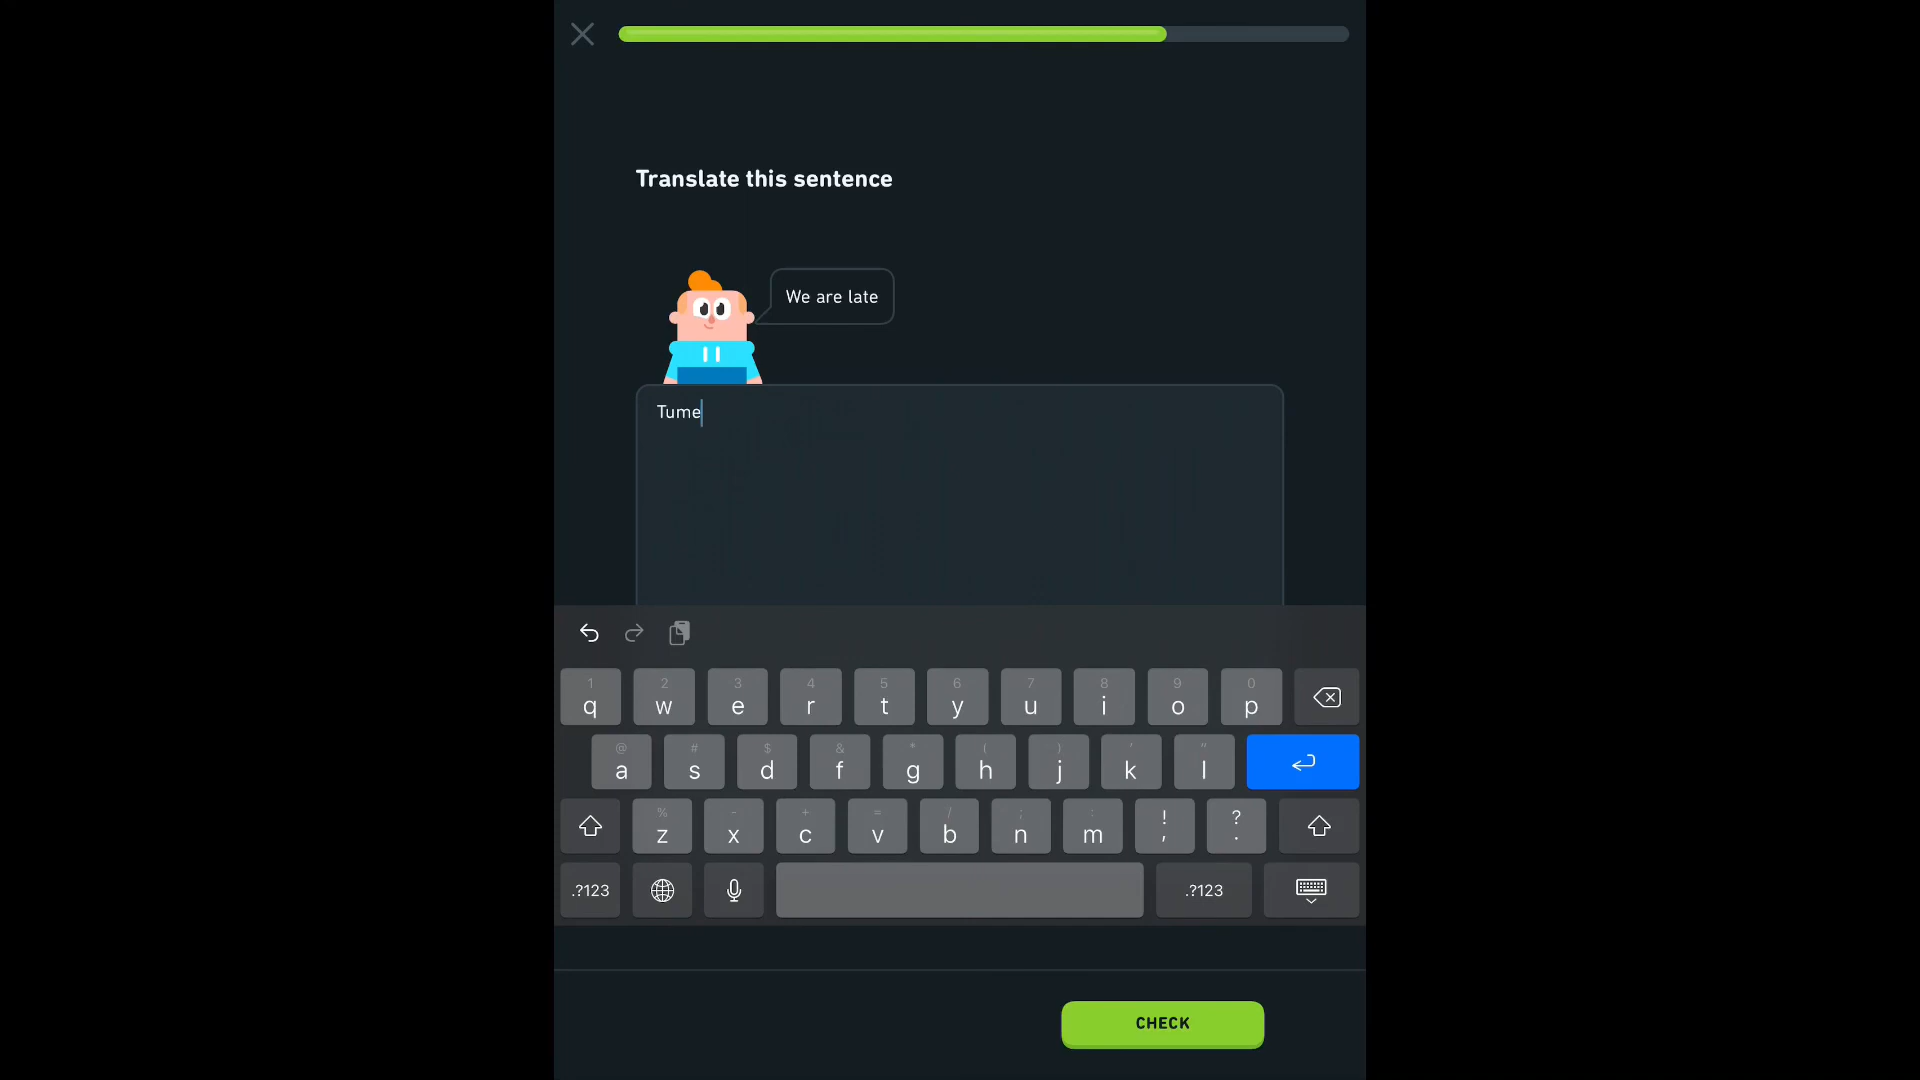 Translate this sentence
We are late
Tume
1 2 3 4 5 6 7 8 9 0
q w e r t y u i o p
@ # $ & * ( ) ' "
a s d f g h j k l
% - + = / ; : ! ?
z x c v b n m , .
.?123 .?123
CHECK